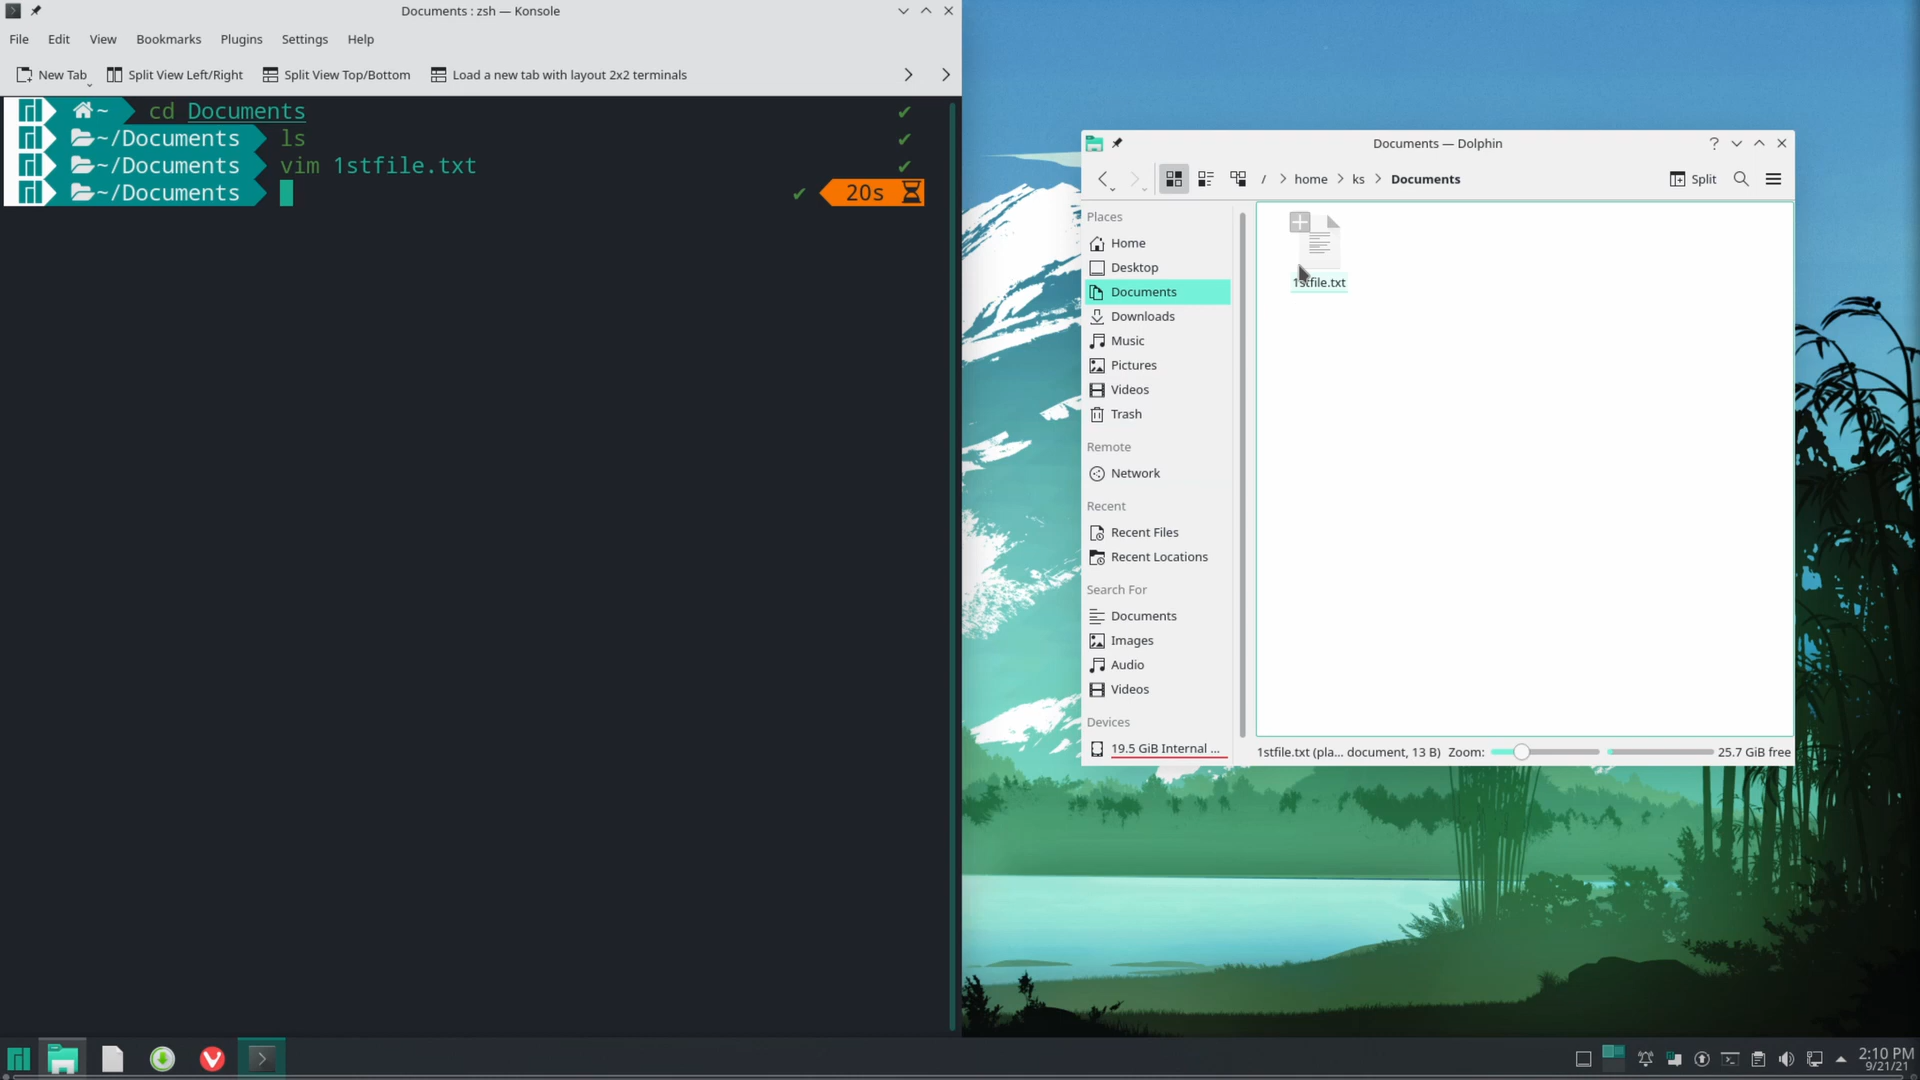 Documents : zsh — Konsole
File Edit View Bookmarks Plugins Settings Help
New Tab Split View Left/Right Split View Top/Bottom Load a new tab with layout 2x2 terminals
~ cd Documents ✔
~/Documents ls ✔
~/Documents vim 1stfile.txt ✔
~/Documents ✔ 20s
Documents — Dolphin
/ > home > ks > Documents Split
Places
Home
Desktop
Documents
Downloads
Music
Pictures
Videos
Trash
Remote
Network
Recent
Recent Files
Recent Locations
Search For
Documents
Images
Audio
Videos
Devices
19.5 GiB Internal ...
1stfile.txt
1stfile.txt (pla... document, 13 B) Zoom: 25.7 GiB free
2:10 PM
9/21/21